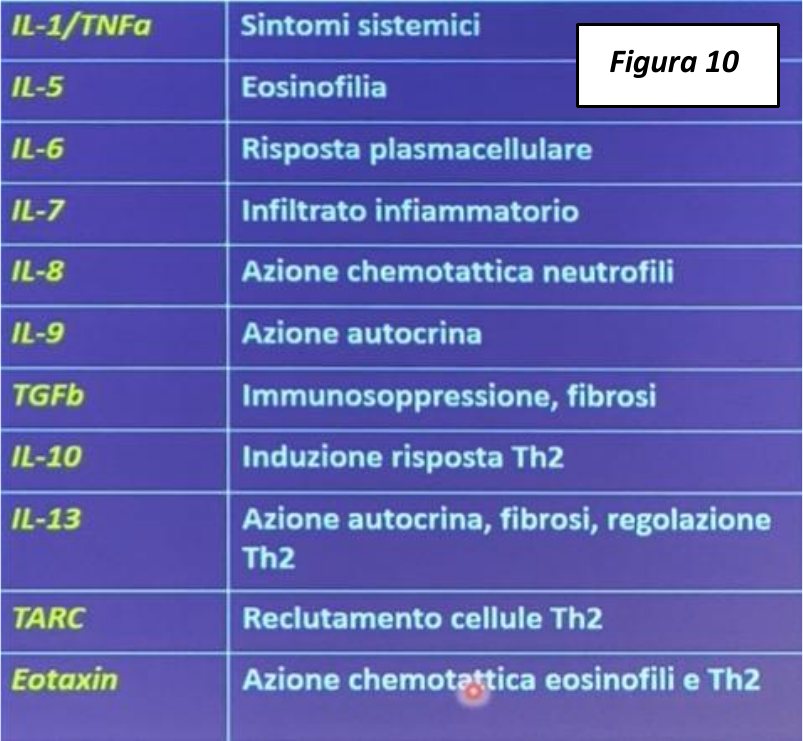 IL-1/TNFa Sintomi sistemici
Figura 10
IL-5 Eosinofilia
IL-6 Risposta plasmacellulare
IL-7 Infiltrato infiammatorio
IL-8 Azione chemotattica neutrofili
IL-9 Azione autocrina
TGFb Immunosoppressione, fibrosi
IL-10 Induzione risposta Th2
IL-13 Azione autocrina, fibrosi, regolazione
Th2
TARC Reclutamento cellule Th2
Eotaxin Azione chemotattica eosinofili e Th2